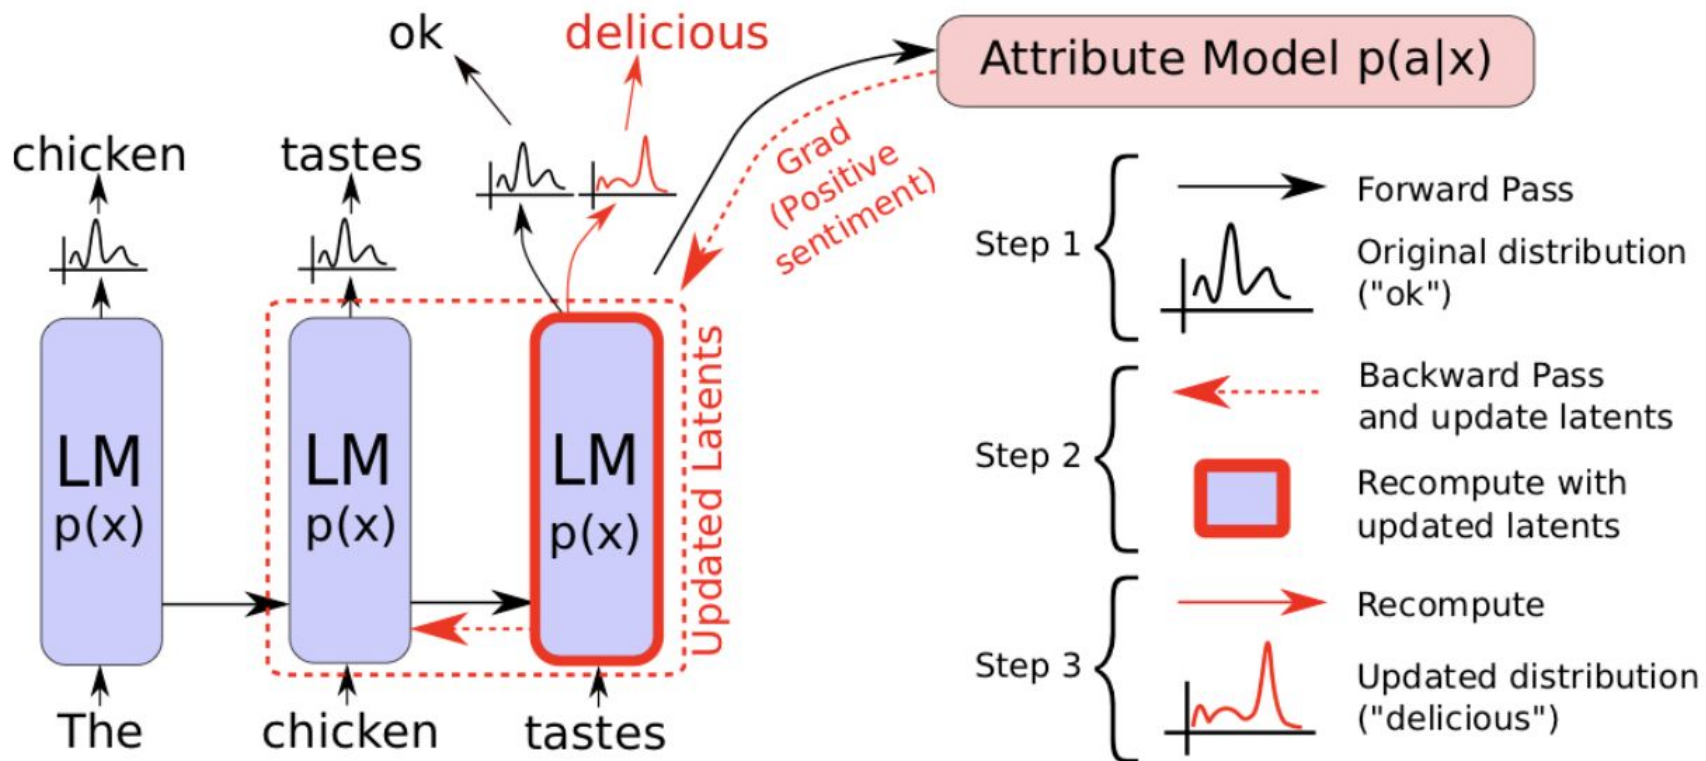 ok
delicious
Attribute Model p(a|x)
chicken
tastes
Grad
(Positive
sentiment)
LM
p(x)
LM
p(x)
LM
p(x)
Updated Latents
The
chicken
tastes
Step 1
Forward Pass
Original distribution
("ok")
Step 2
Backward Pass
and update latents
Recompute with
updated latents
Step 3
Recompute
Updated distribution
("delicious")